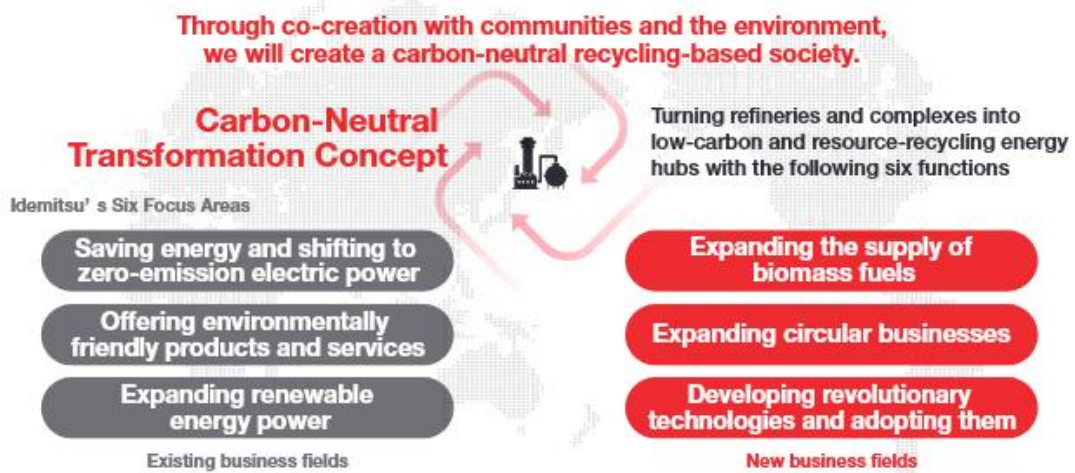 Through co-creation with communities and the environment,
we will create a carbon-neutral recycling-based society.
Carbon-Neutral
Transformation Concept
Turning refineries and complexes into
low-carbon and resource-recycling energy
hubs with the following six functions
Idemitsu' s Six Focus Areas
Saving energy and shifting to
zero-emission electric power
Offering environmentally
friendly products and services
Expanding renewable
energy power
Existing business fields
Expanding the supply of
biomass fuels
Expanding circular businesses
Developing revolutionary
technologies and adopting them
New business fields